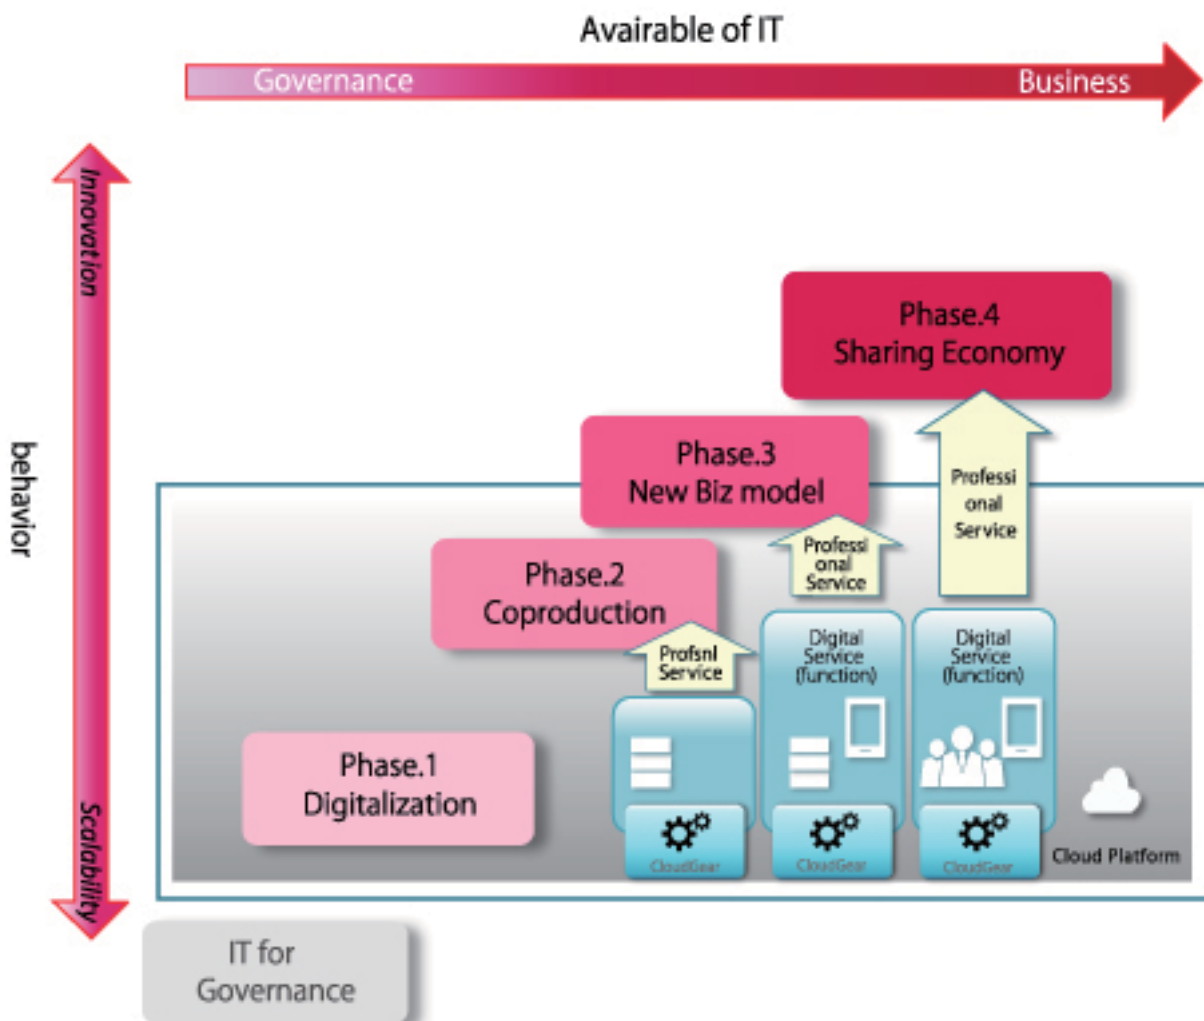 Avairable of IT
Governance
Business
Innovation
Scalability
behavior
Phase.4
Sharing Economy
Phase.3
New Biz model
Professi
onal
Service
Professi
onal
Service
Phase.2
Coproduction
Profsnl
Service
Digital
Service
(function)
Digital
Service
(function)
Phase.1
Digitalization
CloudGear
CloudGear
CloudGear
Cloud Platform
IT for
Governance